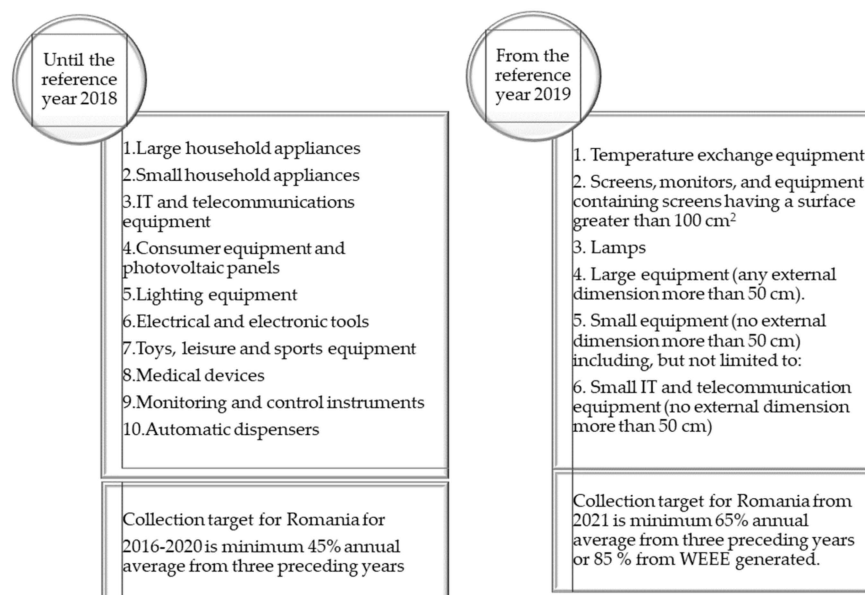 Until the
reference
year 2018
1.Large household appliances
2.Small household appliances
3.IT and telecommunications
equipment
4.Consumer equipment and
photovoltaic panels
5.Lighting equipment
6.Electrical and electronic tools
7.Toys, leisure and sports equipment
8.Medical devices
9.Monitoring and control instruments
10.Automatic dispensers
Collection target for Romania for
2016-2020 is minimum 45% annual
average from three preceding years
From the
reference
year 2019
1. Temperature exchange equipment
2. Screens, monitors, and equipment
containing screens having a surface
greater than 100 cm²
3. Lamps
4. Large equipment (any external
dimension more than 50 cm).
5. Small equipment (no external
dimension more than 50 cm)
including, but not limited to:
6. Small IT and telecommunication
equipment (no external dimension
more than 50 cm)
Collection target for Romania from
2021 is minimum 65% annual
average from three preceding years
or 85 % from WEEE generated.